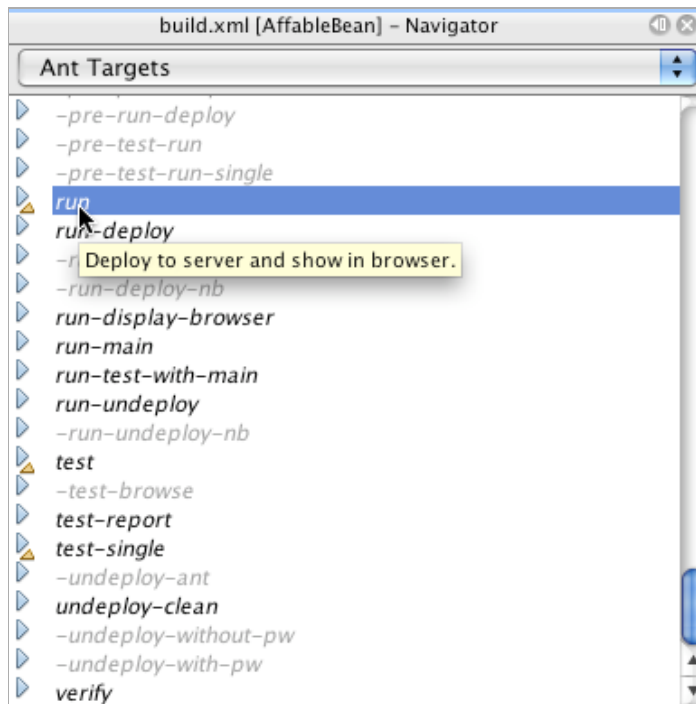 build.xml [AffableBean] – Navigator
Ant Targets
-pre-run-deploy
-pre-test-run
-pre-test-run-single
run
run-deploy
Deploy to server and show in browser.
-run-deploy-nb
run-display-browser
run-main
run-test-with-main
run-undeploy
-run-undeploy-nb
test
-test-browse
test-report
test-single
-undeploy-ant
undeploy-clean
-undeploy-without-pw
-undeploy-with-pw
verify